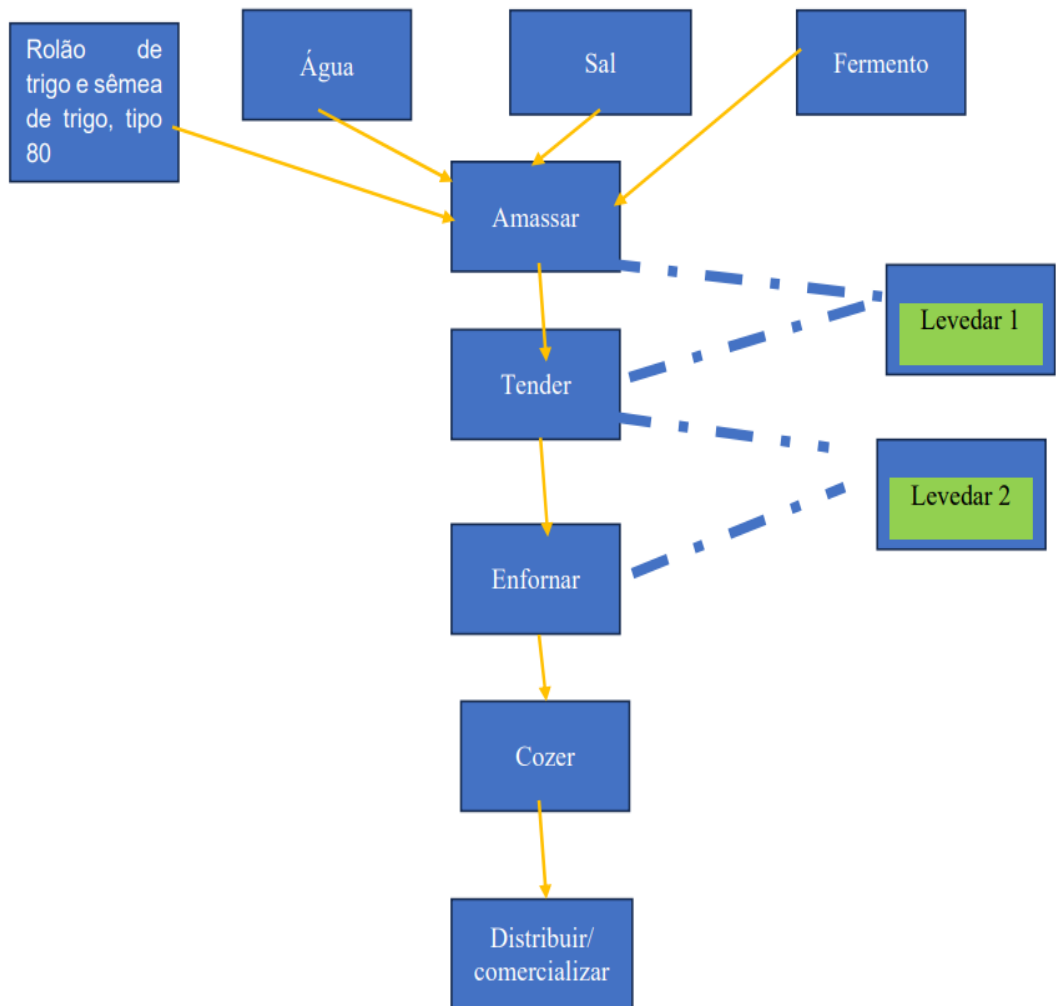 Rolão de
trigo e sêmea
de trigo, tipo
80
Água
Sal
Fermento
Amassar
Levedar 1
Tender
Levedar 2
Enfornar
Cozer
Distribuir/
comercializar